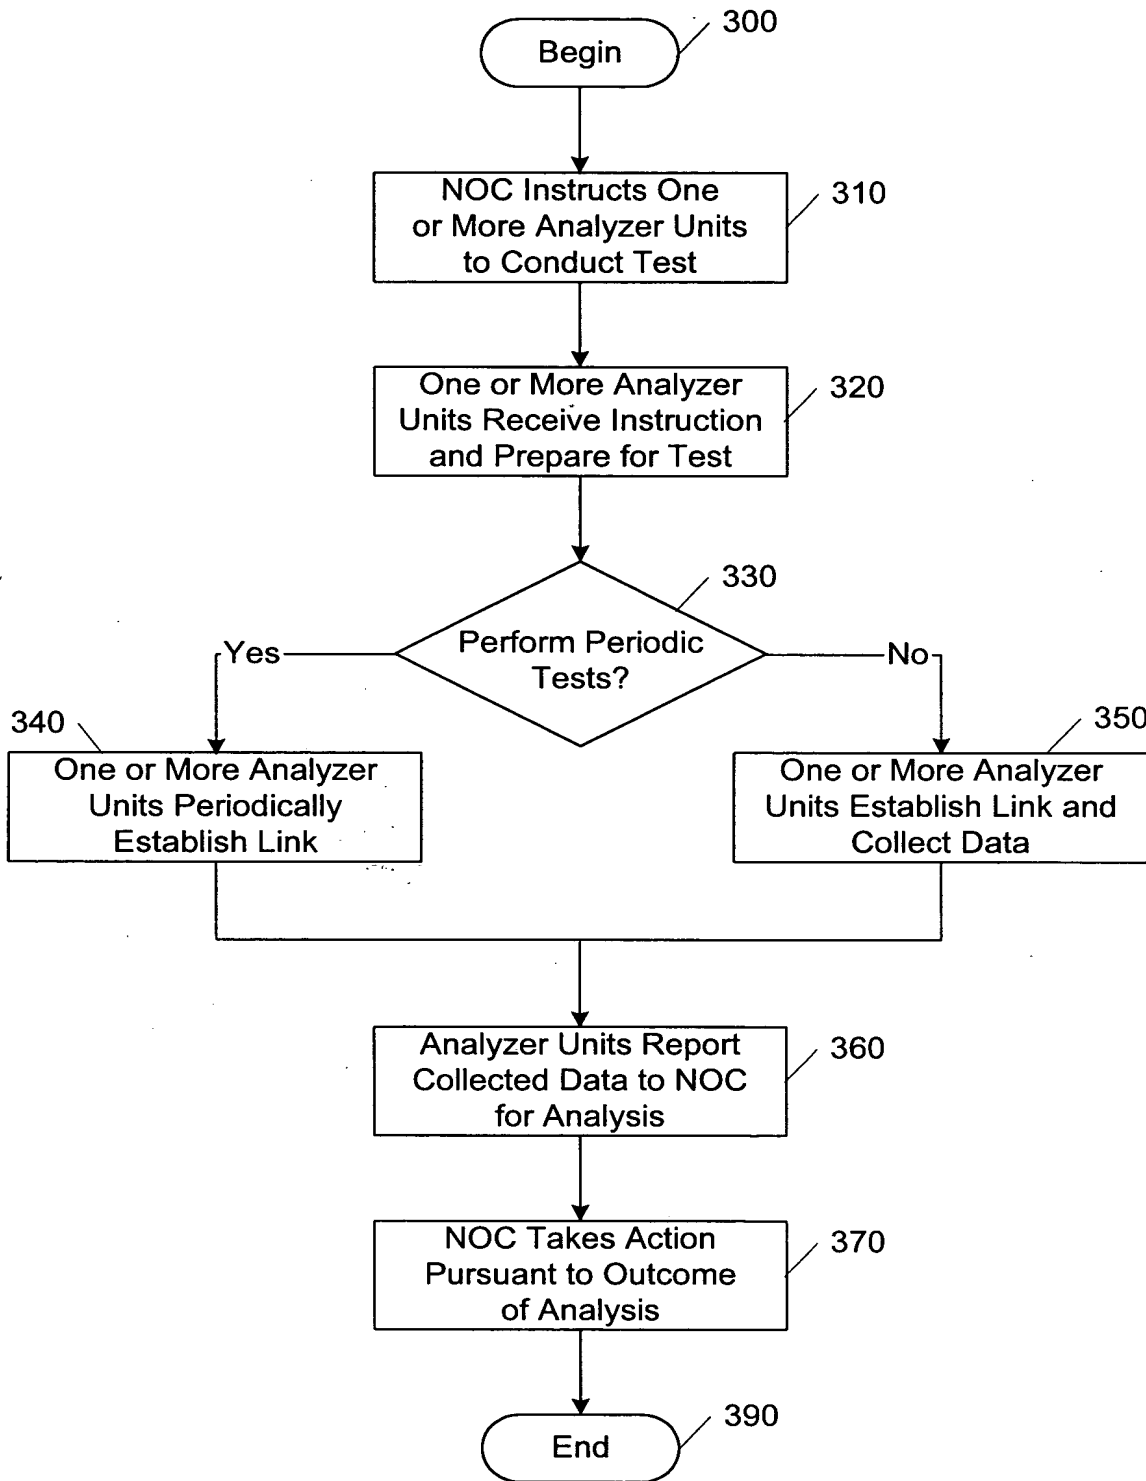 300
Begin
310
NOC Instructs One
or More Analyzer Units
to Conduct Test
320
One or More Analyzer
Units Receive Instruction
and Prepare for Test
330
Perform Periodic
Tests?
Yes
No
340
One or More Analyzer
Units Periodically
Establish Link
350
One or More Analyzer
Units Establish Link and
Collect Data
360
Analyzer Units Report
Collected Data to NOC
for Analysis
370
NOC Takes Action
Pursuant to Outcome
of Analysis
390
End